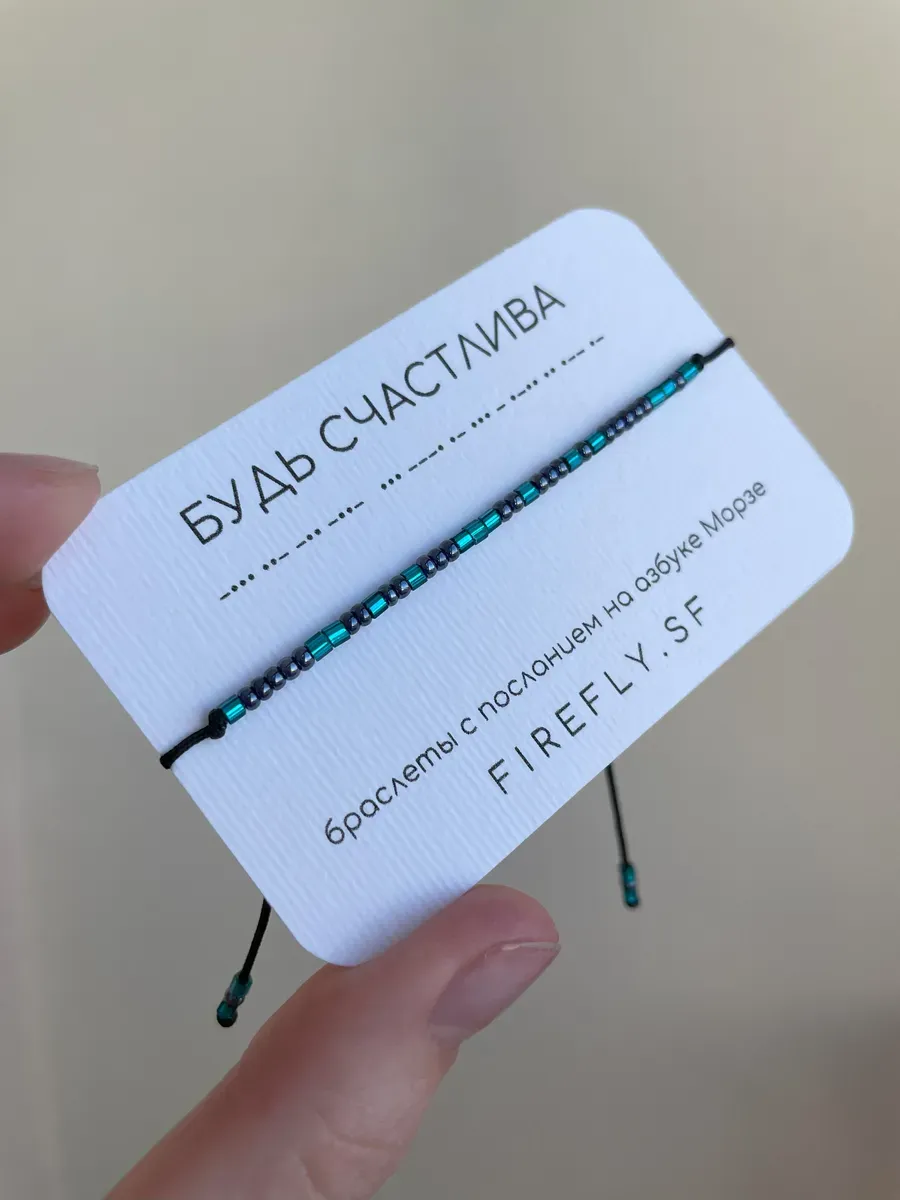 БУДЬ СЧАСТЛИВА
-... ..- -.. -..- ... ---. .- ... - .-.. .. .-- .-
браслеты с посланием на азбуке Морзе
FIREFLY.SF